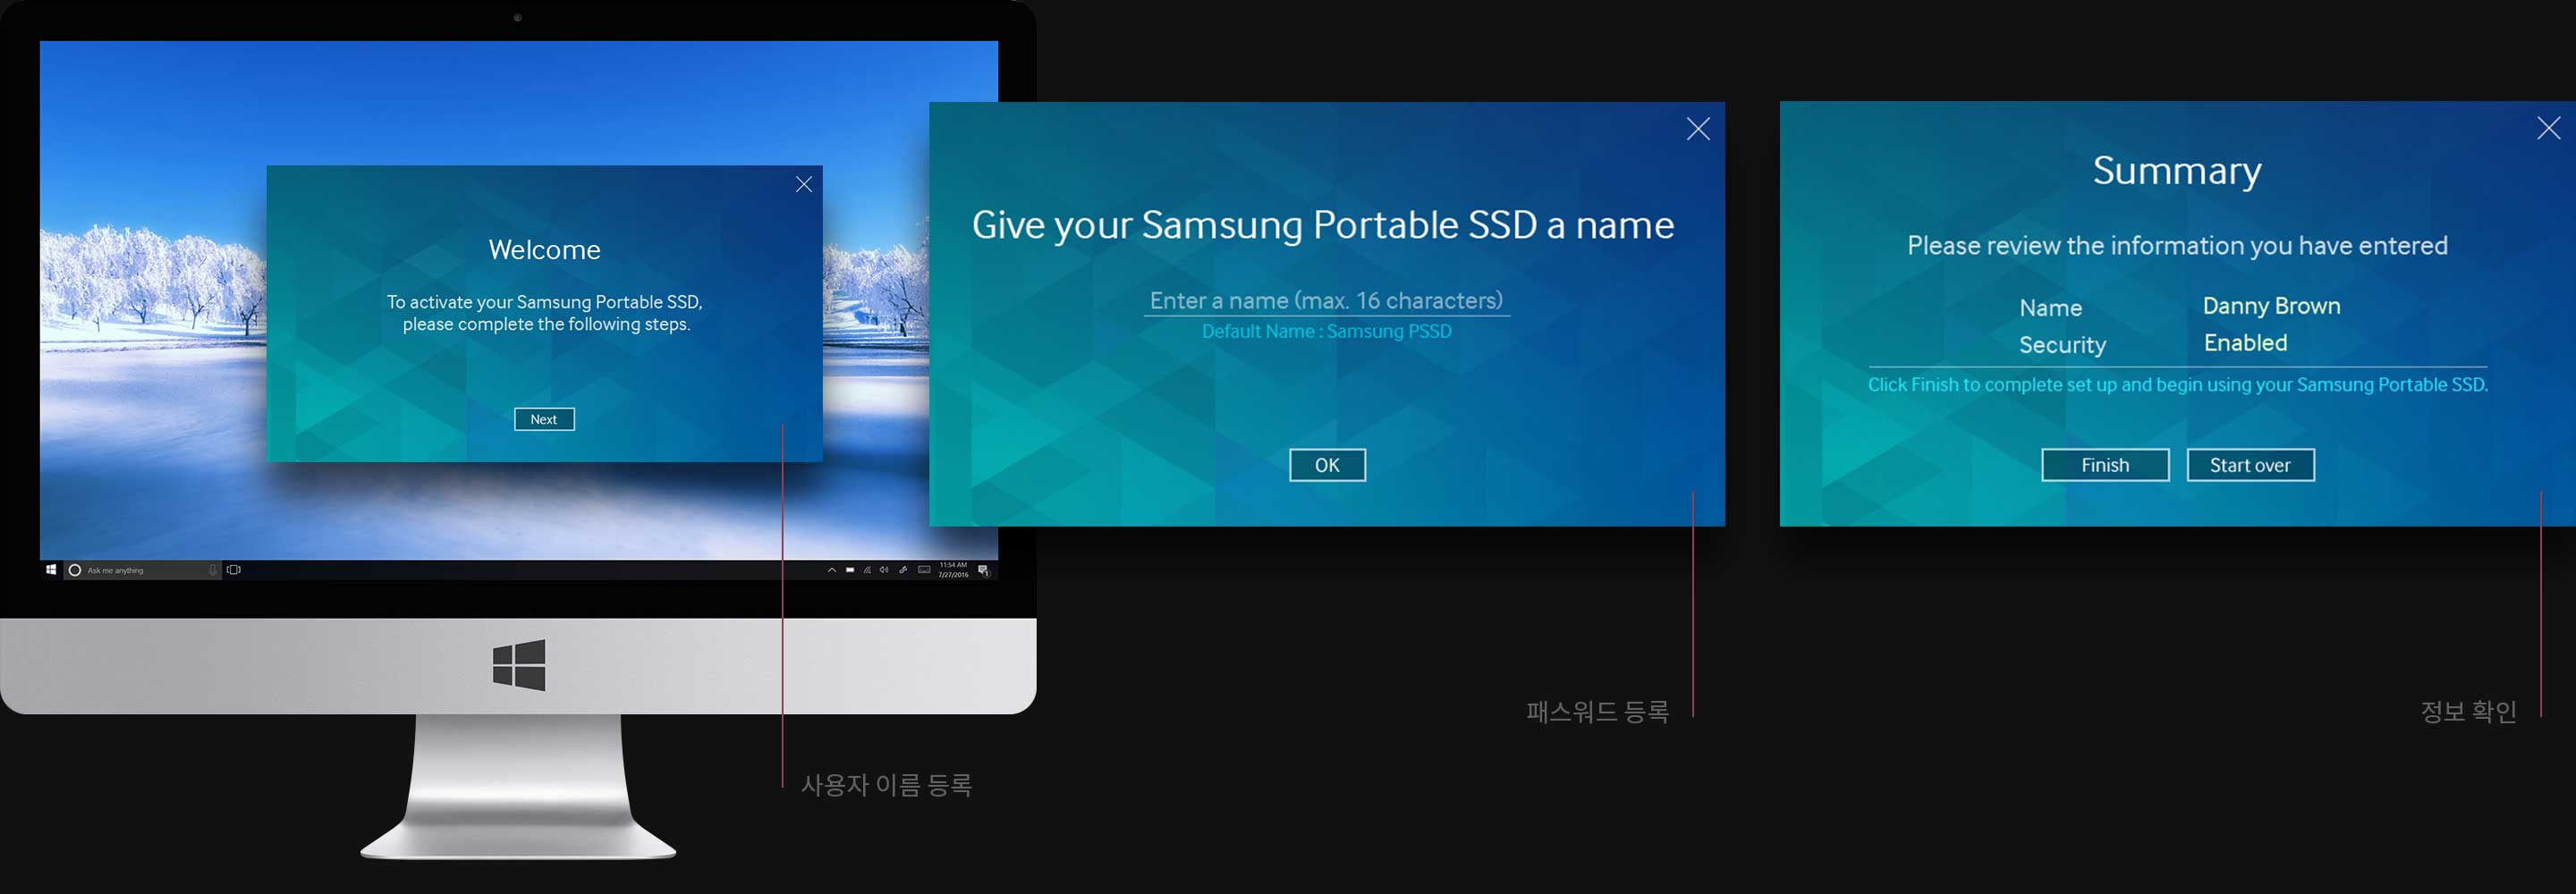 Welcome
To activate your Samsung Portable SSD,
please complete the following steps.
Next
Ask me anything
11:54 AM
7/27/2016
사용자 이름 등록
Give your Samsung Portable SSD a name
Enter a name (max. 16 characters)
Default Name : Samsung PSSD
OK
패스워드 등록
Summary
Please review the information you have entered
Name Danny Brown
Security Enabled
Click Finish to complete set up and begin using your Samsung Portable SSD.
Finish Start over
정보 확인